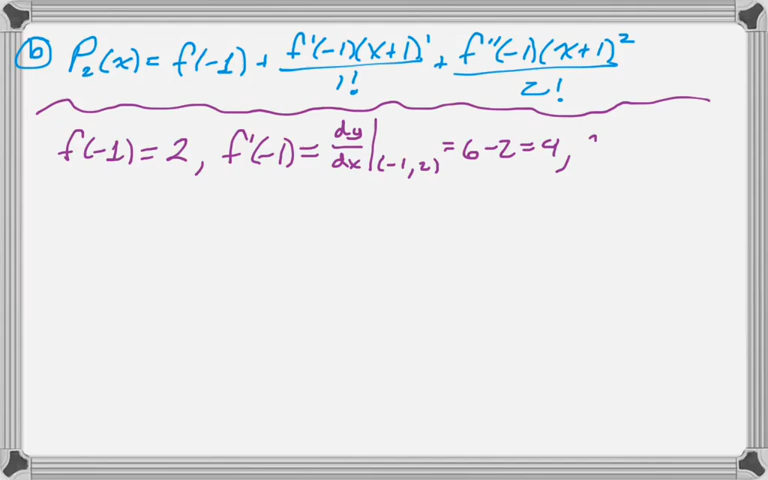 (b) P₂(x) = f(-1) + f'(-1)(x+1)¹/1! + f''(-1)(x+1)²/2!
f(-1) = 2, f'(-1) = dy/dx|(-1,2) = 6-2 = 4,